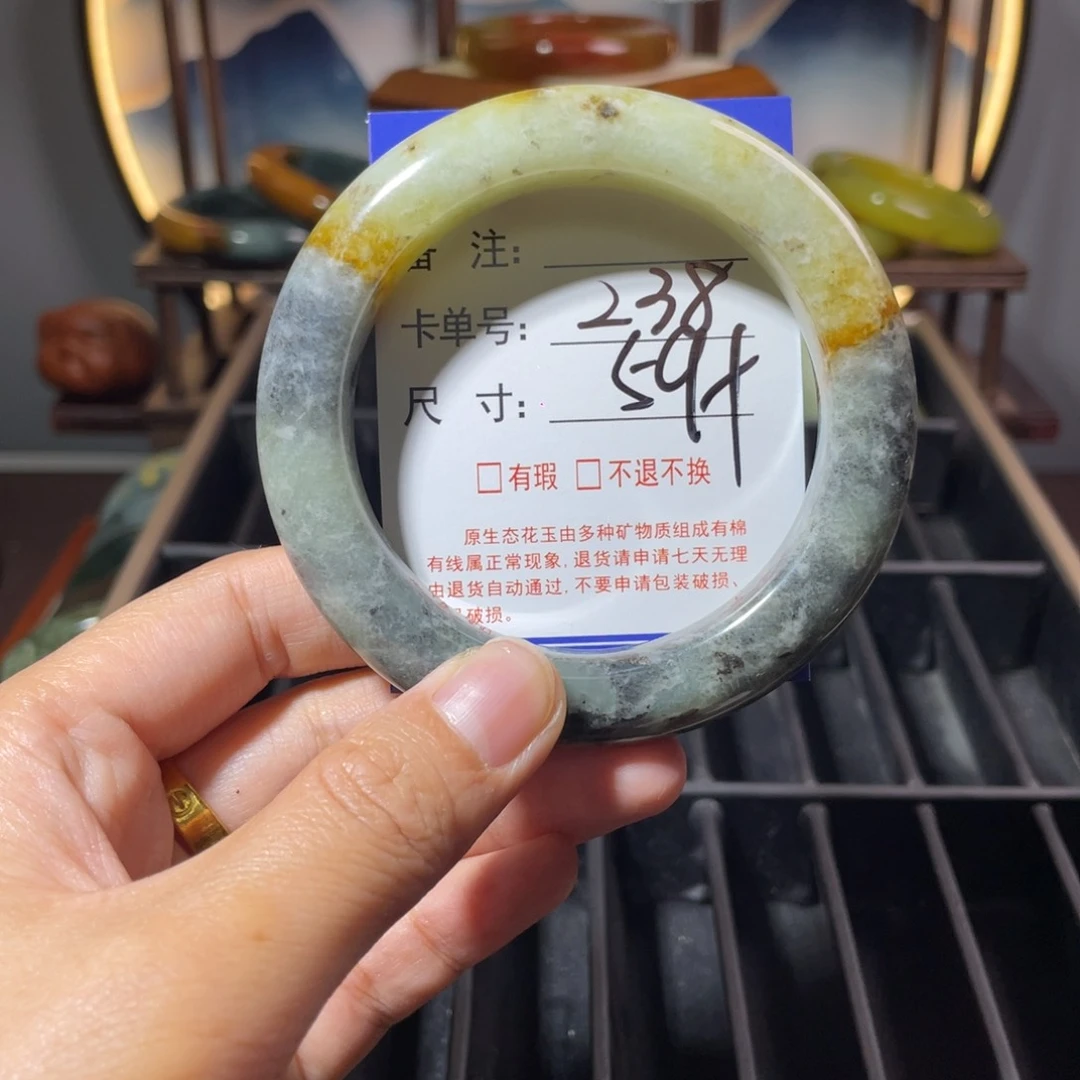 备 注:
卡单号: 238
尺 寸: 594
□有瑕 □不退不换
原生态花玉由多种矿物质组成有棉
有线属正常现象,退货请申请七天无理
由退货自动通过,不要申请包装破损、
破损。